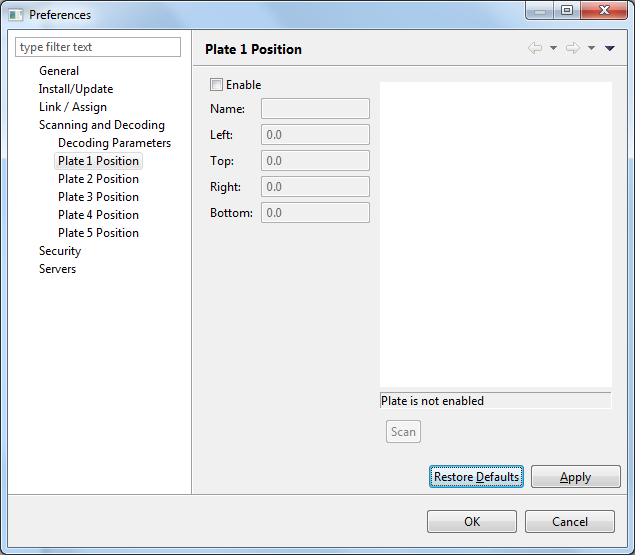 Preferences
type filter text
General
Install/Update
Link / Assign
Scanning and Decoding
Decoding Parameters
Plate 1 Position
Plate 2 Position
Plate 3 Position
Plate 4 Position
Plate 5 Position
Security
Servers
Plate 1 Position
Enable
Name:
Left: 0.0
Top: 0.0
Right: 0.0
Bottom: 0.0
Plate is not enabled
Scan
Restore Defaults Apply
OK Cancel